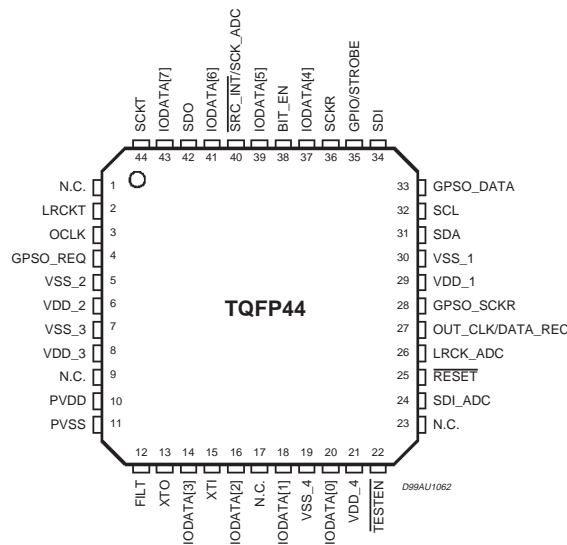 SCKT
IODATA[7]
SDO
IODATA[6]
SRC_INT/SCK_ADC
IODATA[5]
BIT_EN
IODATA[4]
SCKR
GPIO/STROBE
SDI
44 43 42 41 40 39 38 37 36 35 34
N.C. 1
LRCKT 2
OCLK 3
GPSO_REQ 4
VSS_2 5
VDD_2 6
VSS_3 7
VDD_3 8
N.C. 9
PVDD 10
PVSS 11
TQFP44
33 GPSO_DATA
32 SCL
31 SDA
30 VSS_1
29 VDD_1
28 GPSO_SCKR
27 OUT_CLK/DATA_REQ
26 LRCK_ADC
25 RESET
24 SDI_ADC
23 N.C.
12 13 14 15 16 17 18 19 20 21 22
FILT
XTO
IODATA[3]
XTI
IODATA[2]
N.C.
IODATA[1]
VSS_4
IODATA[0]
VDD_4
TESTEN
D99AU1062